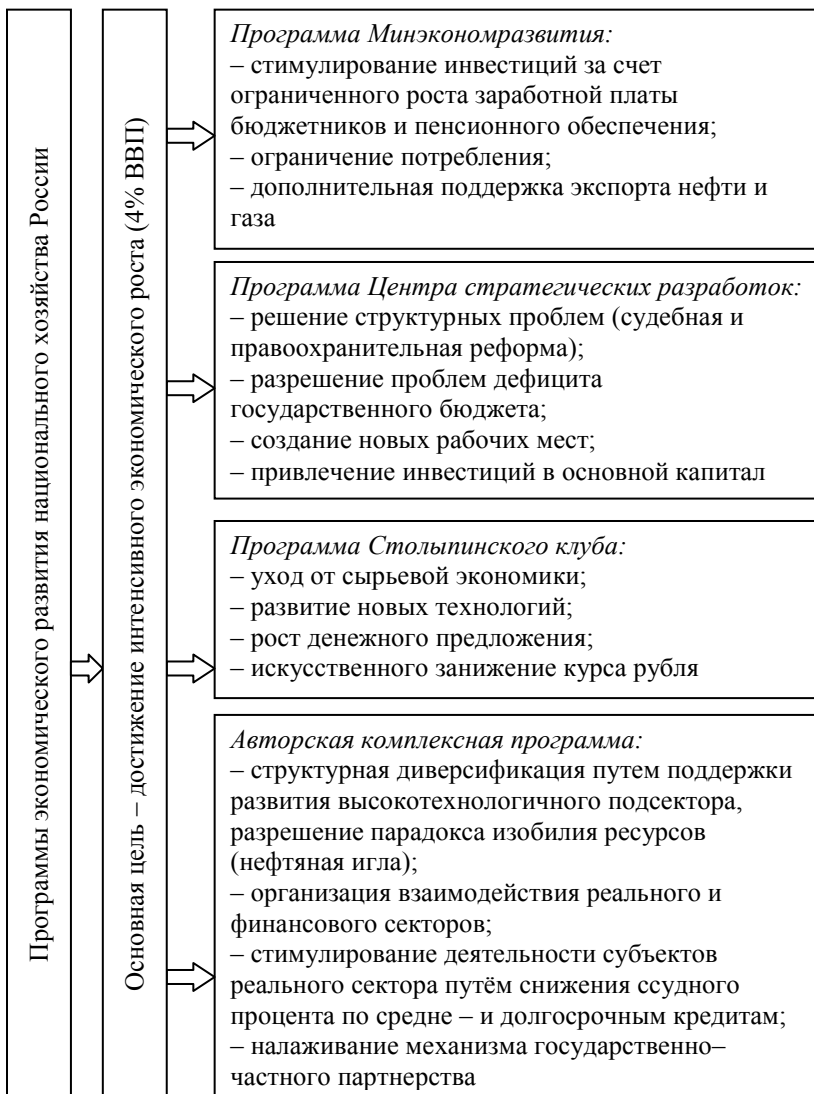 Программы экономического развития национального хозяйства России
Основная цель – достижение интенсивного экономического роста (4% ВВП)
Программа Минэкономразвития:
– стимулирование инвестиций за счет
ограниченного роста заработной платы
бюджетников и пенсионного обеспечения;
– ограничение потребления;
– дополнительная поддержка экспорта нефти и
газа
Программа Центра стратегических разработок:
– решение структурных проблем (судебная и
правоохранительная реформа);
– разрешение проблем дефицита
государственного бюджета;
– создание новых рабочих мест;
– привлечение инвестиций в основной капитал
Программа Столыпинского клуба:
– уход от сырьевой экономики;
– развитие новых технологий;
– рост денежного предложения;
– искусственного занижение курса рубля
Авторская комплексная программа:
– структурная диверсификация путем поддержки
развития высокотехнологичного подсектора,
разрешение парадокса изобилия ресурсов
(нефтяная игла);
– организация взаимодействия реального и
финансового секторов;
– стимулирование деятельности субъектов
реального сектора путём снижения ссудного
процента по средне – и долгосрочным кредитам;
– налаживание механизма государственно–
частного партнерства